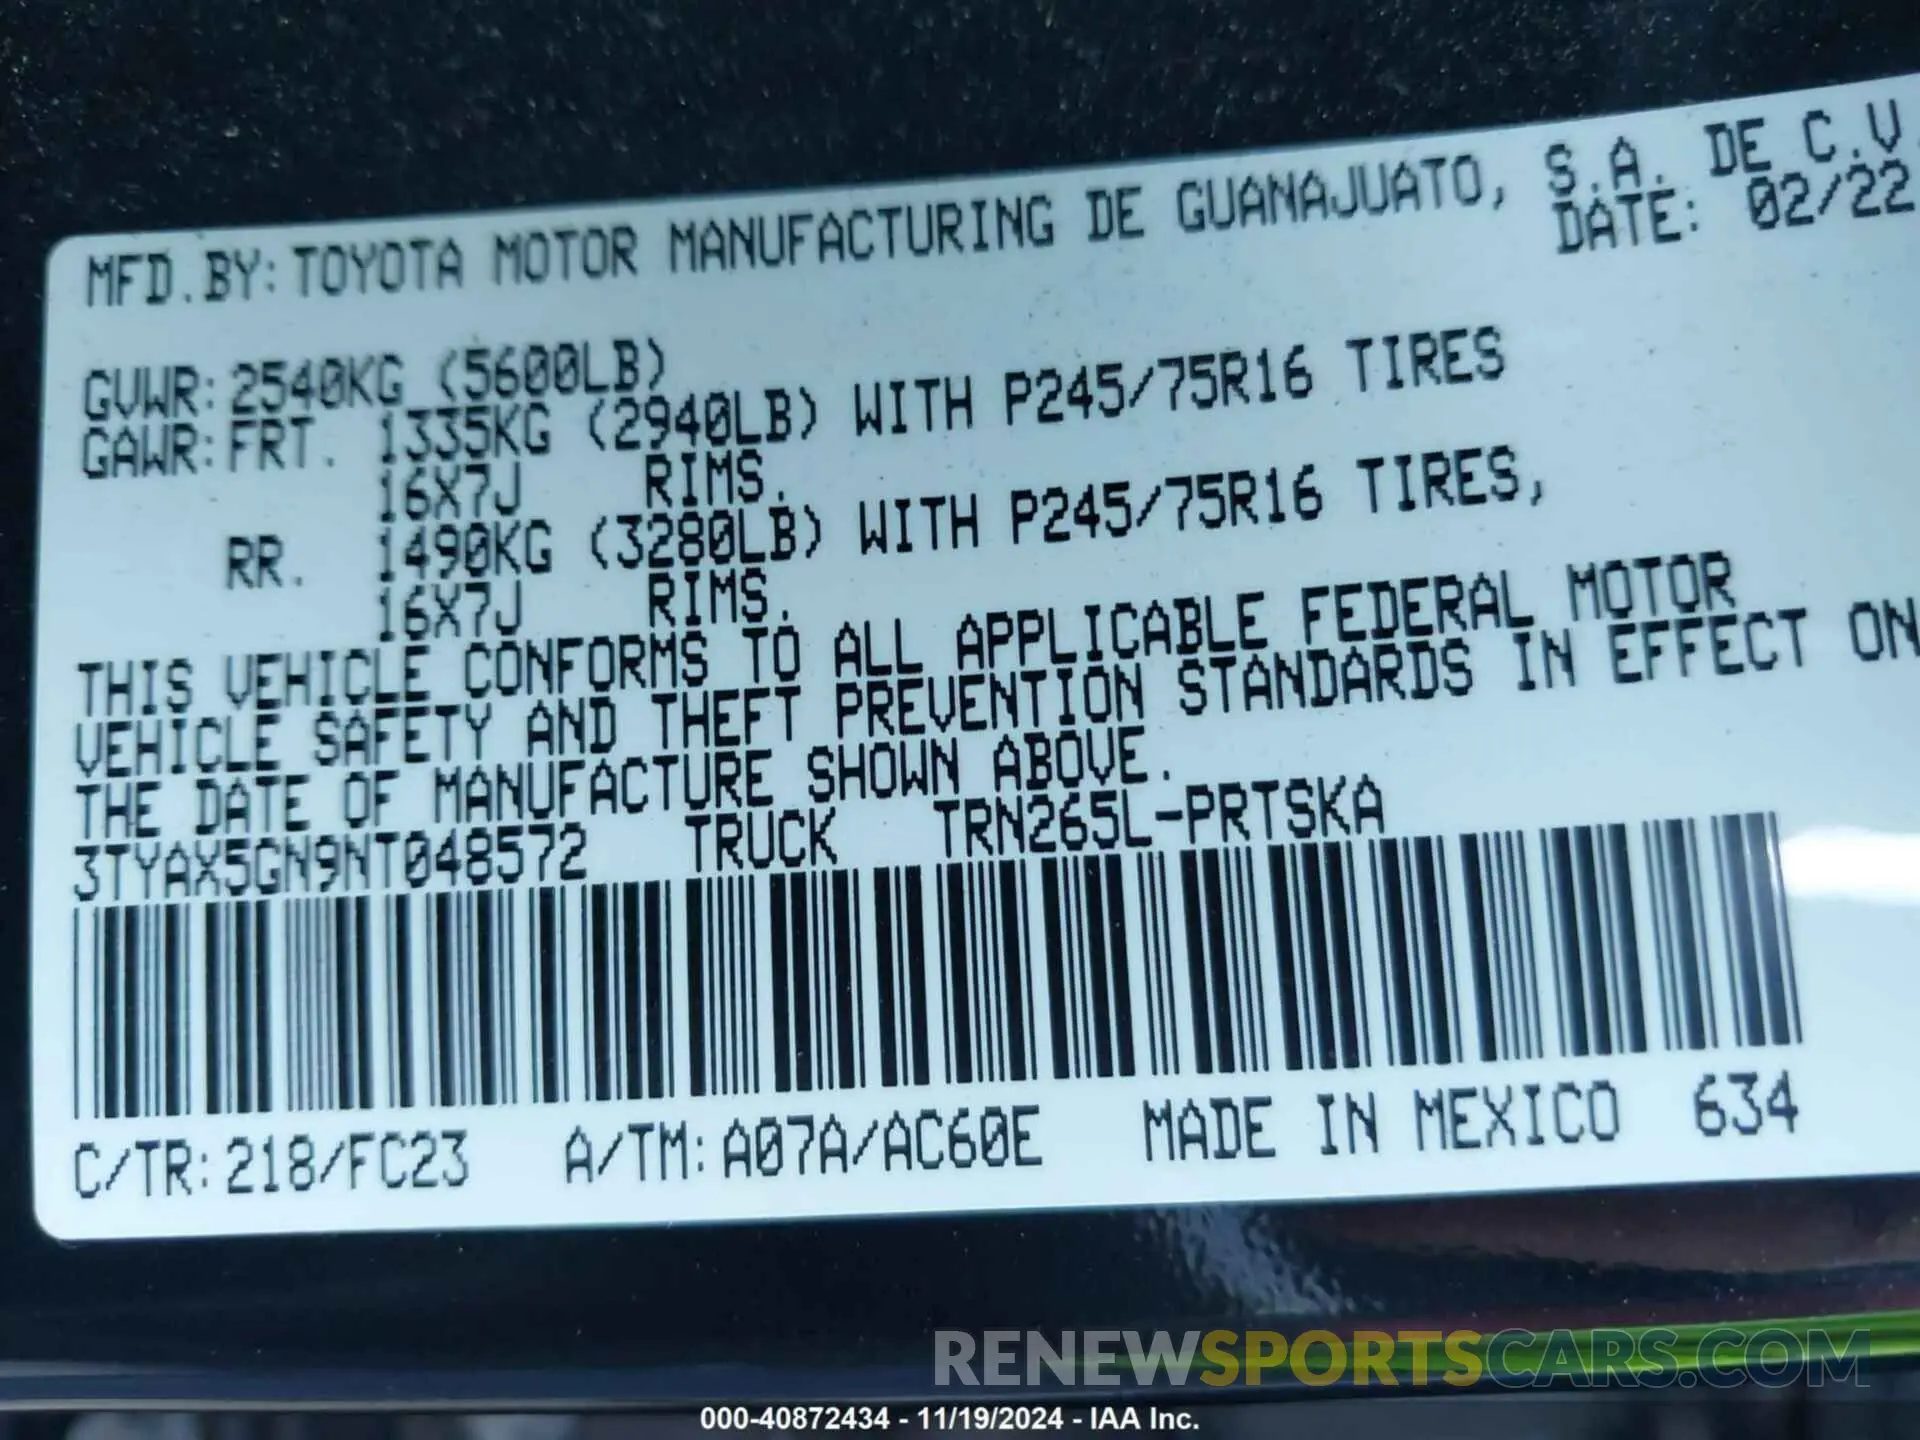 MFD.BY: TOYOTA MOTOR MANUFACTURING DE GUANAJUATO, S.A. DE C.V.
DATE: 02/22
GVWR: 2540KG (5600LB)
GAWR: FRT. 1335KG (2940LB) WITH P245/75R16 TIRES
16X7J RIMS.
RR. 1490KG (3280LB) WITH P245/75R16 TIRES,
16X7J RIMS.
THIS VEHICLE CONFORMS TO ALL APPLICABLE FEDERAL MOTOR
VEHICLE SAFETY AND THEFT PREVENTION STANDARDS IN EFFECT ON
THE DATE OF MANUFACTURE SHOWN ABOVE.
3TYAX5GN9NT048572 TRUCK TRN265L-PRTSKA
C/TR: 218/FC23 A/TM: A07A/AC60E MADE IN MEXICO 634
RENEWSPORTSCARS.COM
000-40872434 - 11/19/2024 - IAA Inc.